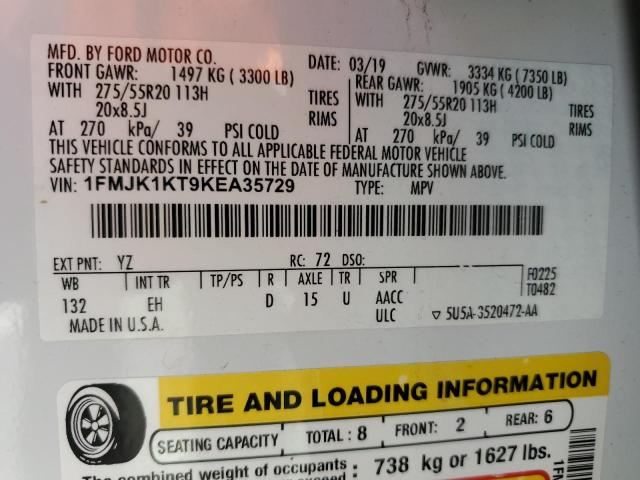 MFD. BY FORD MOTOR CO.
DATE: 03/19 GVWR: 3334 KG (7350 LB)
FRONT GAWR: 1497 KG (3300 LB) REAR GAWR: 1905 KG (4200 LB)
WITH 275/55R20 113H TIRES WITH 275/55R20 113H TIRES
20x8.5J RIMS 20x8.5J RIMS
AT 270 kPa/ 39 PSI COLD AT 270 kPa/ 39 PSI COLD
THIS VEHICLE CONFORMS TO ALL APPLICABLE FEDERAL MOTOR VEHICLE
SAFETY STANDARDS IN EFFECT ON THE DATE OF MANUFACTURE SHOWN ABOVE.
VIN: 1FMJK1KT9KEA35729 TYPE: MPV
EXT PNT: YZ RC: 72 DSO:
WB INT TR TP/PS R AXLE TR SPR F0225
T0482
132 EH D 15 U AACC
ULC
MADE IN U.S.A. ▽ 5U5A-3520472-AA
TIRE AND LOADING INFORMATION
SEATING CAPACITY TOTAL: 8 FRONT: 2 REAR: 6
The combined weight of occupants 738 kg or 1627 lbs.